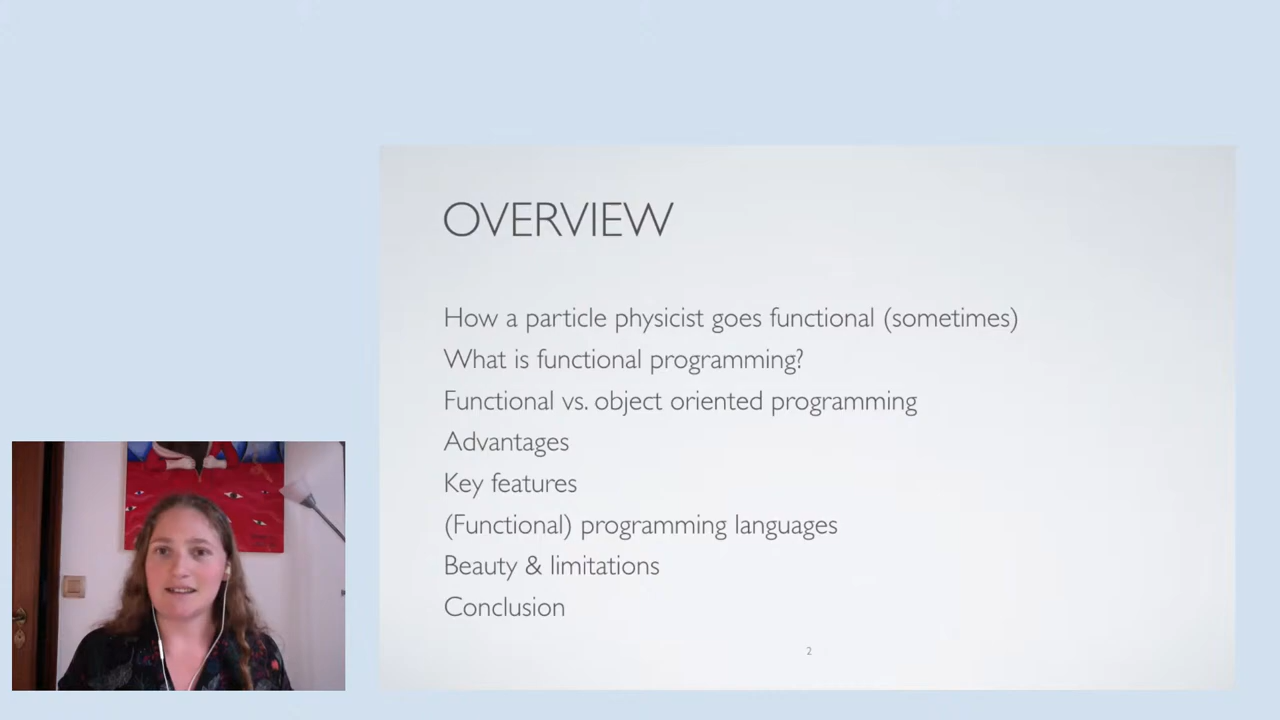 OVERVIEW
How a particle physicist goes functional (sometimes)
What is functional programming?
Functional vs. object oriented programming
Advantages
Key features
(Functional) programming languages
Beauty & limitations
Conclusion
2